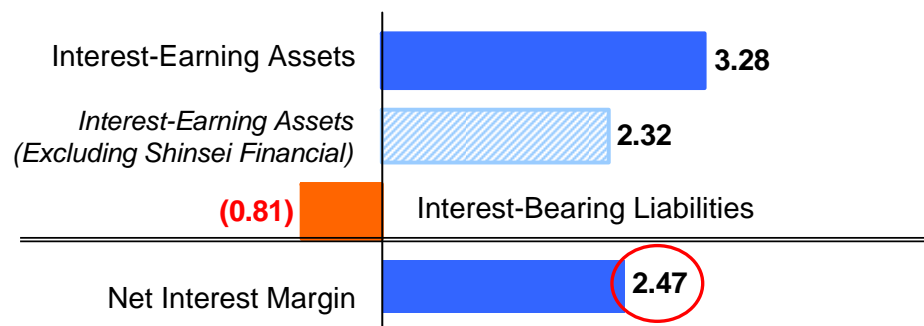 Interest-Earning Assets
3.28
Interest-Earning Assets
(Excluding Shinsei Financial)
2.32
(0.81)
Interest-Bearing Liabilities
Net Interest Margin
2.47